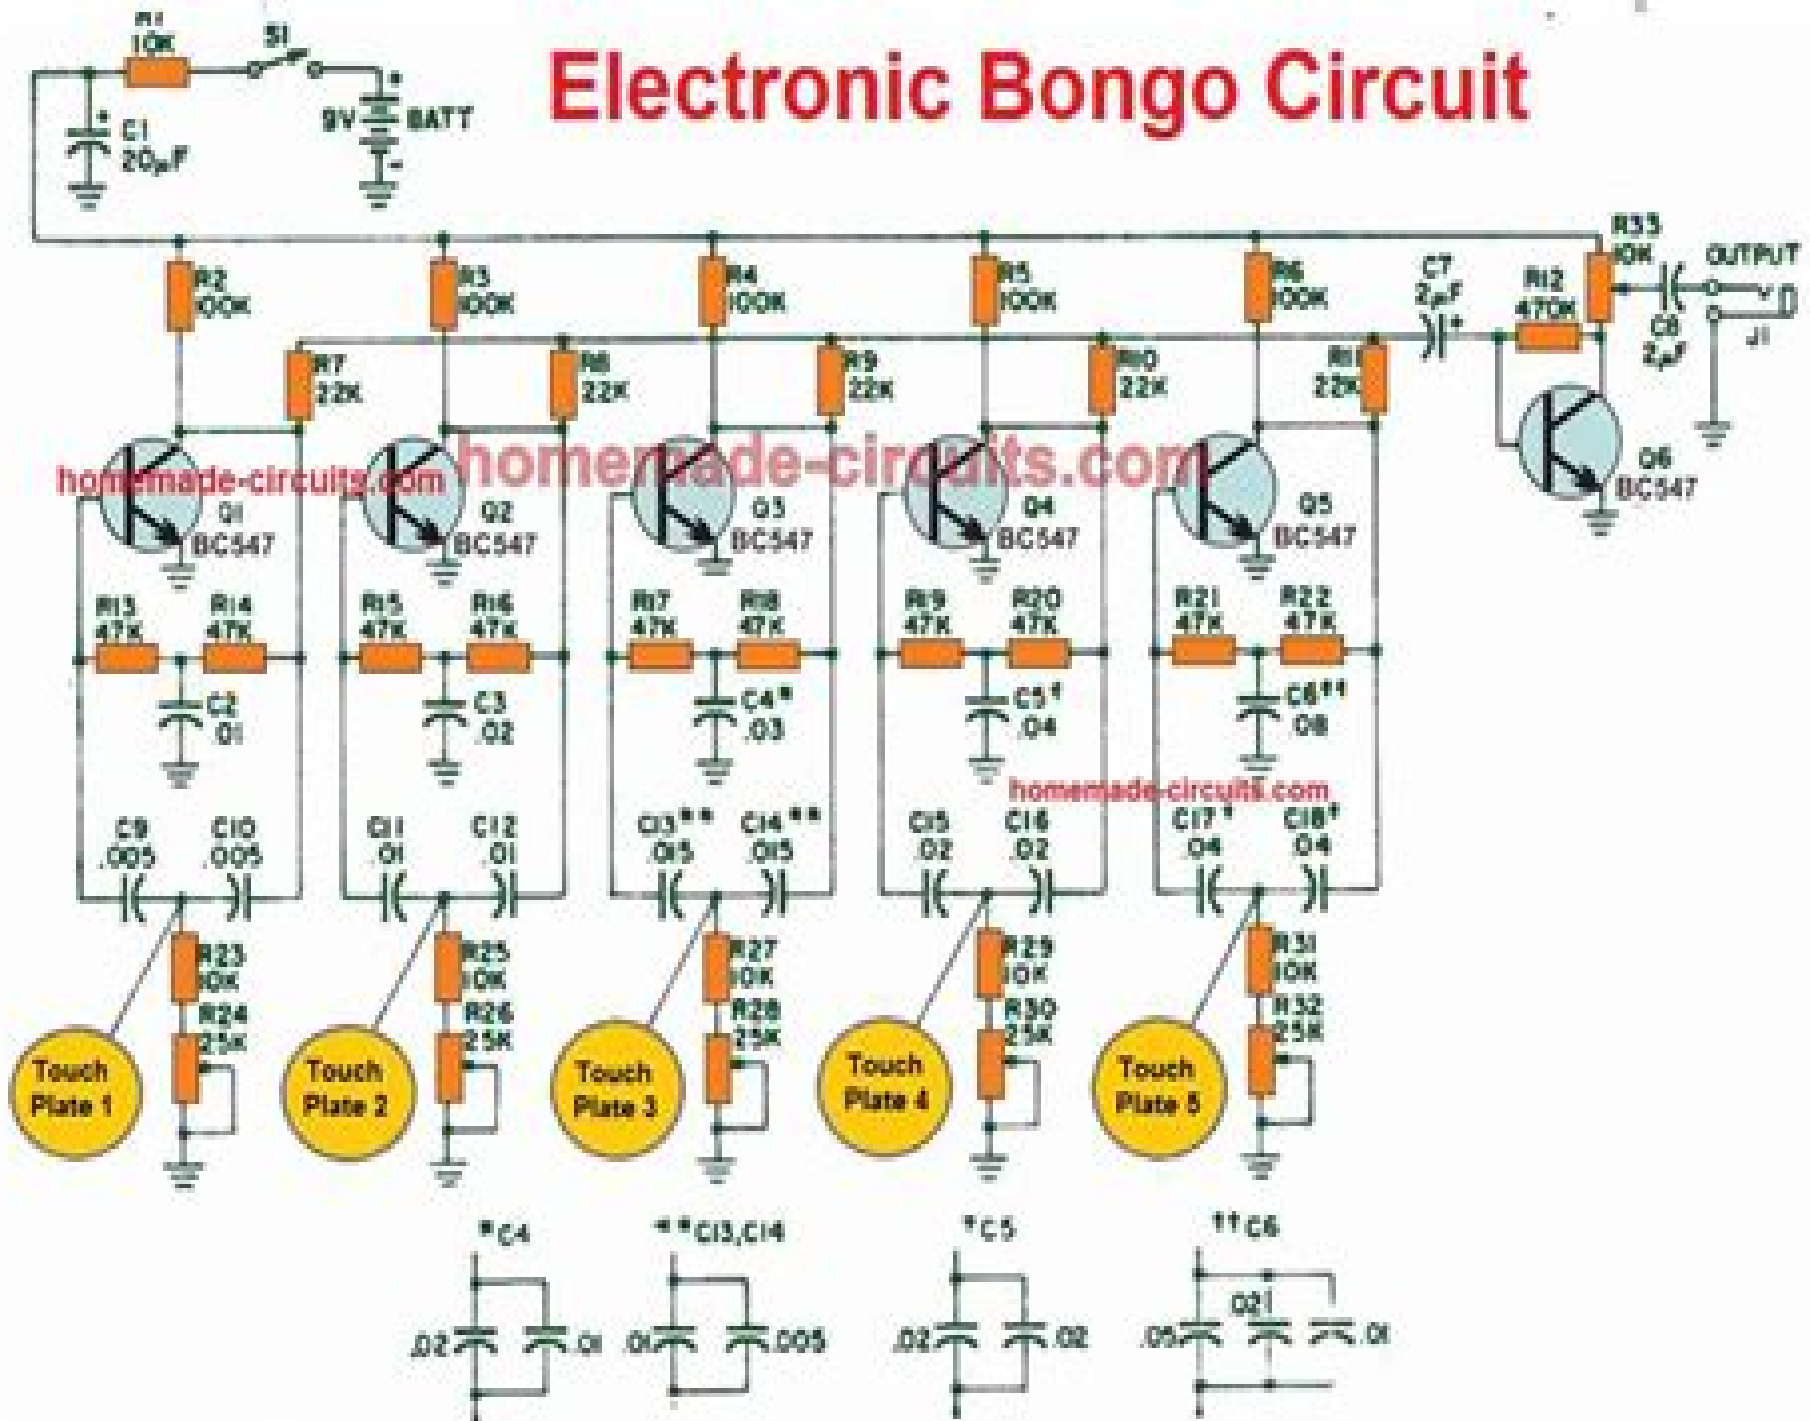 R1
10K
S1
Electronic Bongo Circuit
9V
BATT
C1
20µF
R33
10K
OUTPUT
R2
100K
R3
100K
R4
100K
R5
100K
R6
100K
C7
2µF
R12
470K
C8
2µF
J1
R7
22K
R8
22K
R9
22K
R10
22K
R11
22K
homemade-circuits.com
homemade-circuits.com
Q1
BC547
Q2
BC547
Q3
BC547
Q4
BC547
Q5
BC547
Q6
BC547
R13
47K
R14
47K
R15
47K
R16
47K
R17
47K
R18
47K
R19
47K
R20
47K
R21
47K
R22
47K
C2
.01
C3
.02
C4*
.03
C5†
.04
C6††
.08
homemade-circuits.com
C9
.005
C10
.005
C11
.01
C12
.01
C13**
.015
C14**
.015
C15
.02
C16
.02
C17†
.04
C18†
.04
R23
10K
R24
25K
R25
10K
R26
25K
R27
10K
R28
25K
R29
10K
R30
25K
R31
10K
R32
25K
Touch
Plate 1
Touch
Plate 2
Touch
Plate 3
Touch
Plate 4
Touch
Plate 5
*C4
**C13,C14
†C5
††C6
.02
.01
.01
.005
.02
.02
.05
.02
.01